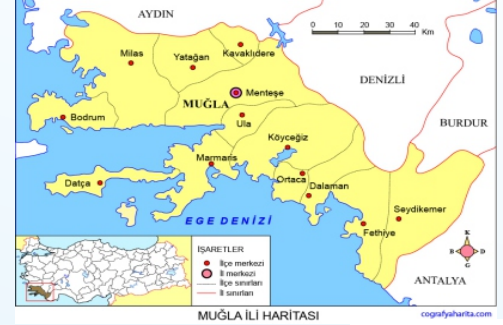 AYDIN
0 10 20 30 40
Km
Kavaklıdere
Milas
Yatağan
DENİZLİ
Menteşe
MUĞLA
Bodrum
Ula
BURDUR
Köyceğiz
Marmaris
Ortaca
Datça
Dalaman
Seydikemer
EGE DENİZİ
Fethiye
K
B D
G
İŞARETLER
İlçe merkezi
İl merkezi
İlçe sınırları
İl sınırları
ANTALYA
MUĞLA İLİ HARİTASI
cografyaharita.com